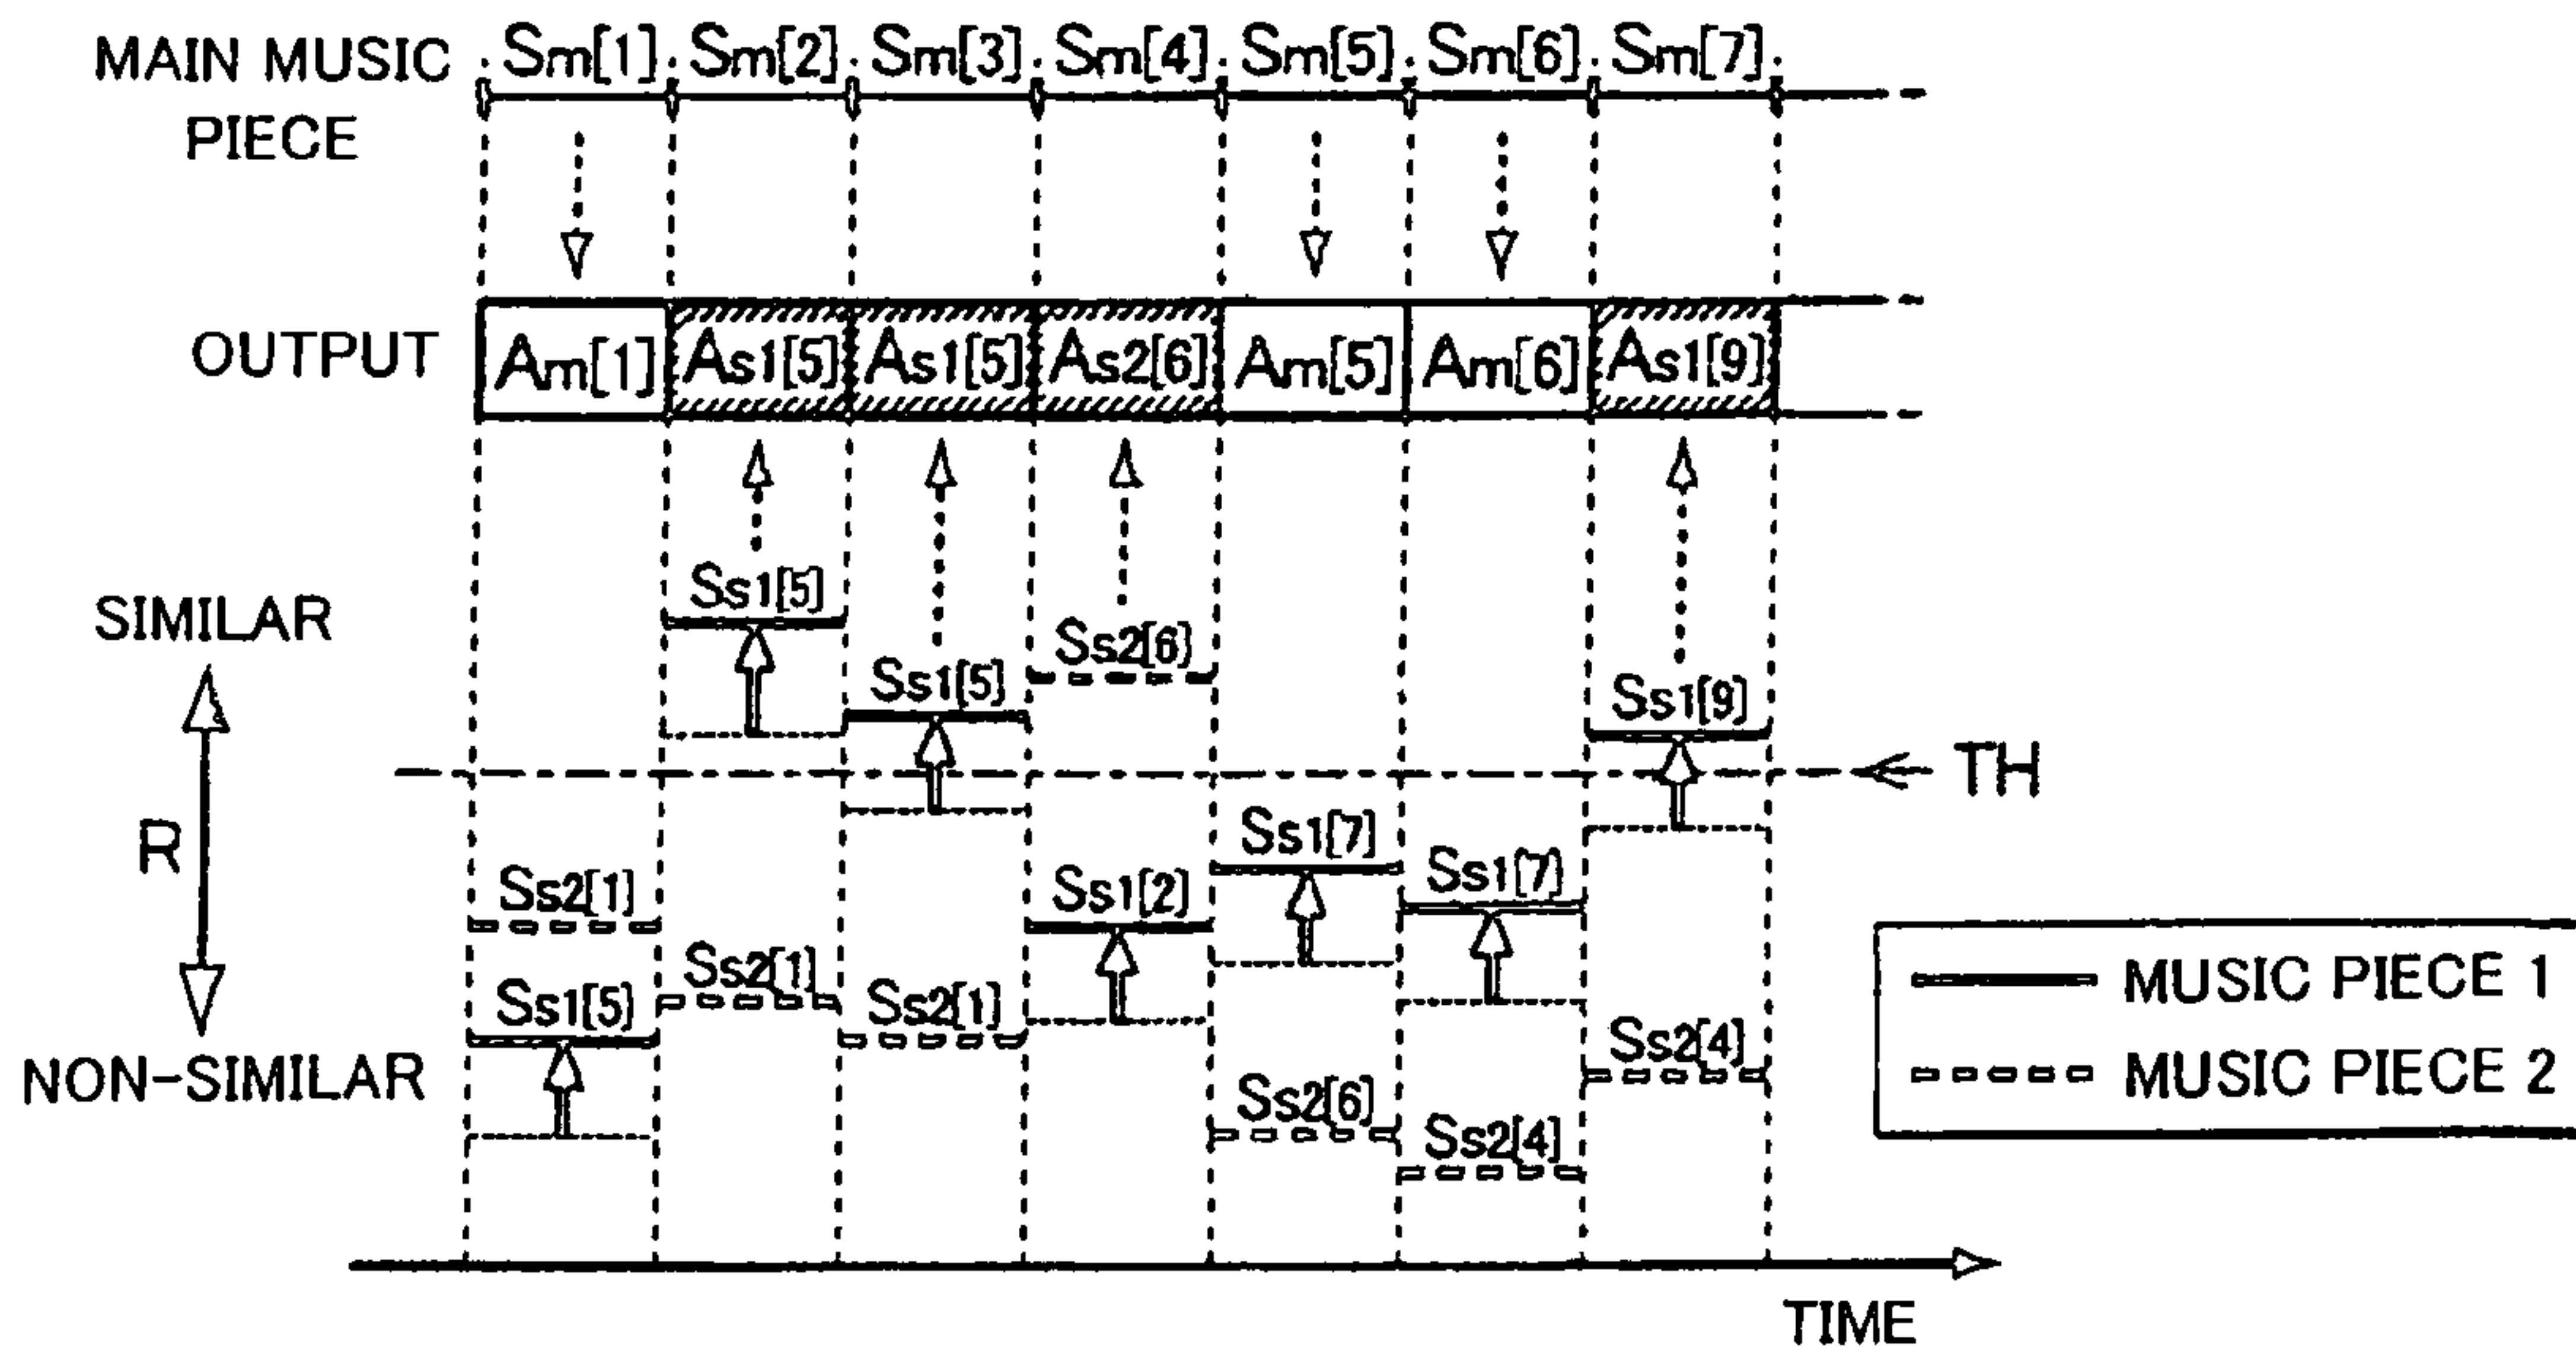 MAIN MUSIC PIECE
Sm[1] Sm[2] Sm[3] Sm[4] Sm[5] Sm[6] Sm[7]
OUTPUT
Am[1] As1[5] As1[5] As2[6] Am[5] Am[6] As1[9]
SIMILAR
R
NON-SIMILAR
Ss1[5]
Ss2[6]
Ss1[5]
Ss1[9]
TH
Ss1[7]
Ss1[7]
Ss2[1]
Ss1[2]
Ss2[1]
Ss1[5]
Ss2[1]
Ss2[4]
Ss2[6]
Ss2[4]
MUSIC PIECE 1
MUSIC PIECE 2
TIME